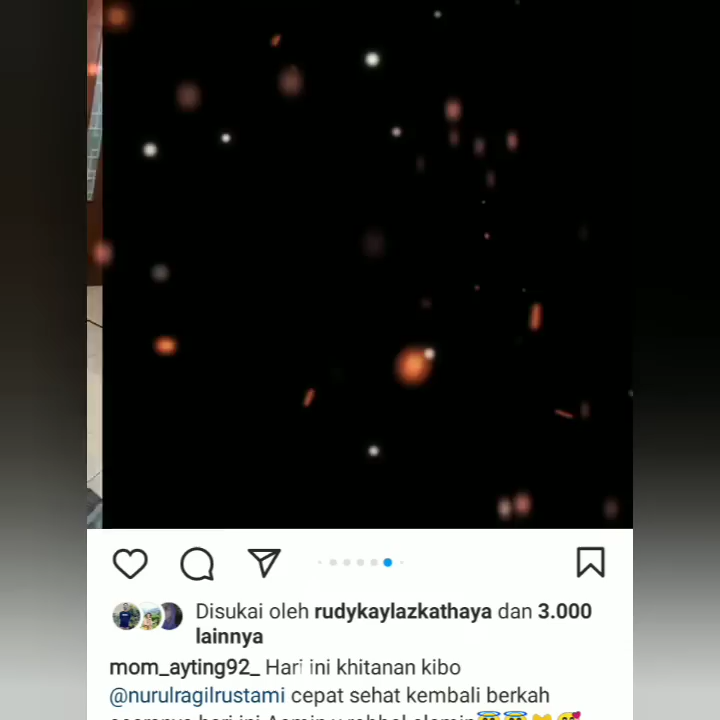 Disukai oleh rudykaylazkathaya dan 3.000
lainnya
mom_ayting92_ Hari ini khitanan kibo
@nurulragilrustami cepat sehat kembali berkah